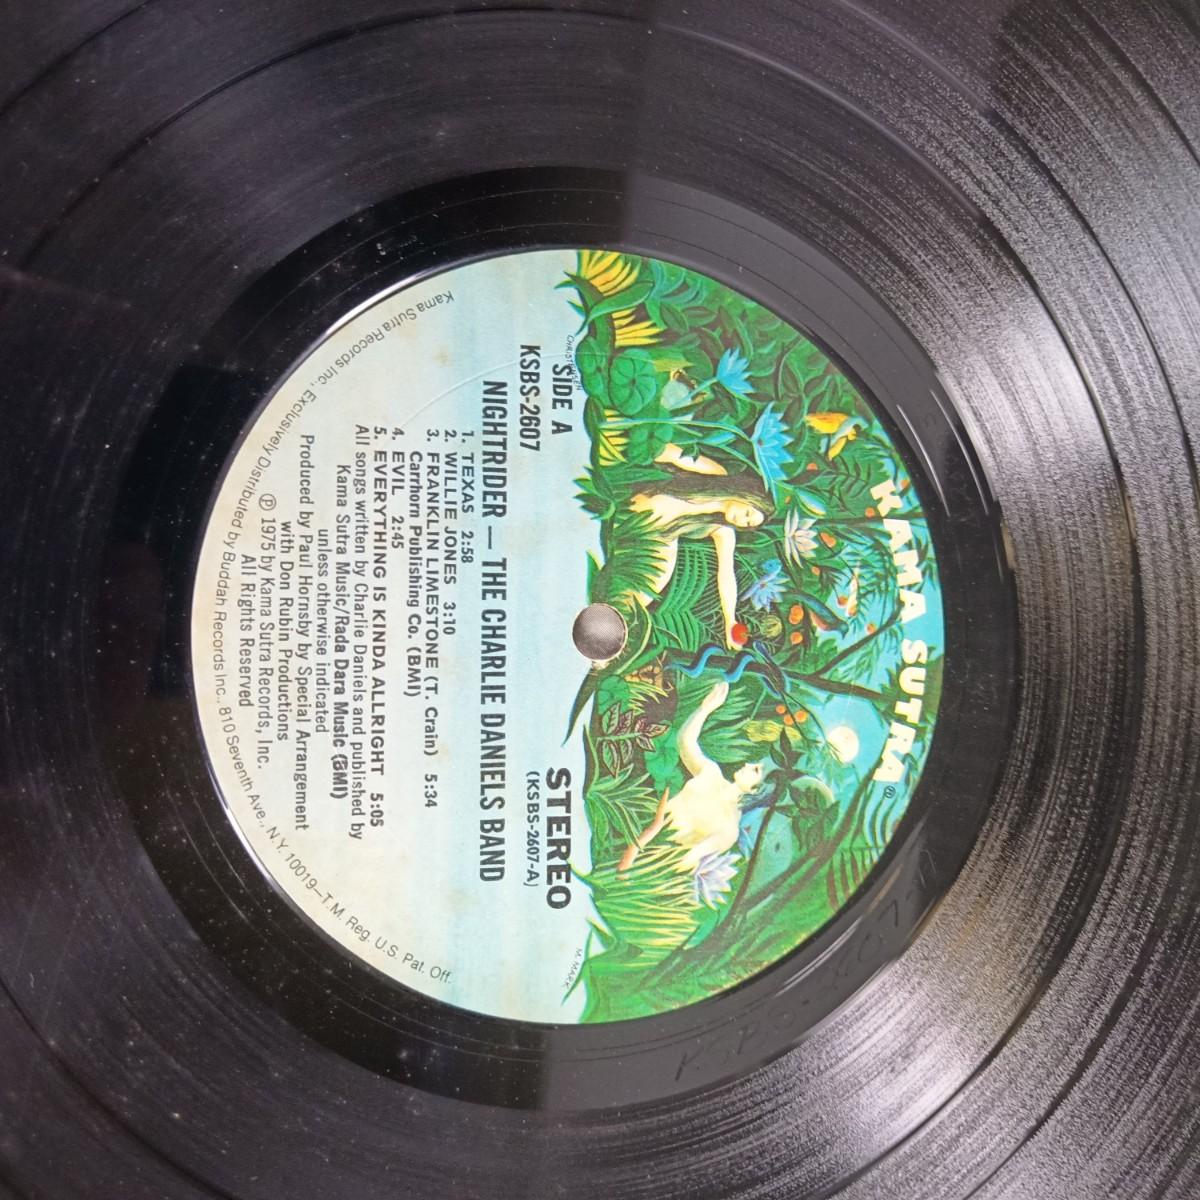 KAMA SUTRA®
CHRISTENSEN
M. MARK
SIDE A
STEREO
KSBS-2607
(KSBS-2607-A)
NIGHTRIDER — THE CHARLIE DANIELS BAND
1. TEXAS 2:58
2. WILLIE JONES 3:10
3. FRANKLIN LIMESTONE (T. Crain) 5:34
Carrhorn Publishing Co. (BMI)
4. EVIL 2:45
5. EVERYTHING IS KINDA ALLRIGHT 5:05
All songs written by Charlie Daniels and published by
Kama Sutra Music/Rada Dara Music (BMI)
unless otherwise indicated
Produced by Paul Hornsby by Special Arrangement
with Don Rubin Productions
℗ 1975 by Kama Sutra Records, Inc.
All Rights Reserved
Kama Sutra Records Inc., Exclusively Distributed by Buddah Records Inc., 810 Seventh Ave., N.Y. 10019—T.M. Reg. U.S. Pat. Off.